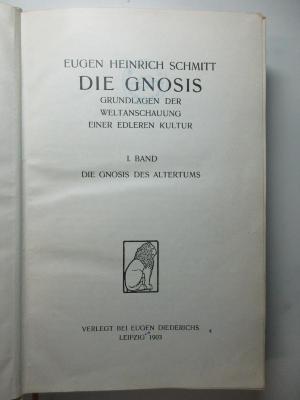 EUGEN HEINRICH SCHMITT
DIE GNOSIS
GRUNDLAGEN DER
WELTANSCHAUUNG
EINER EDLEREN KULTUR
I. BAND
DIE GNOSIS DES ALTERTUMS
VERLEGT BEI EUGEN DIEDERICHS
LEIPZIG 1903